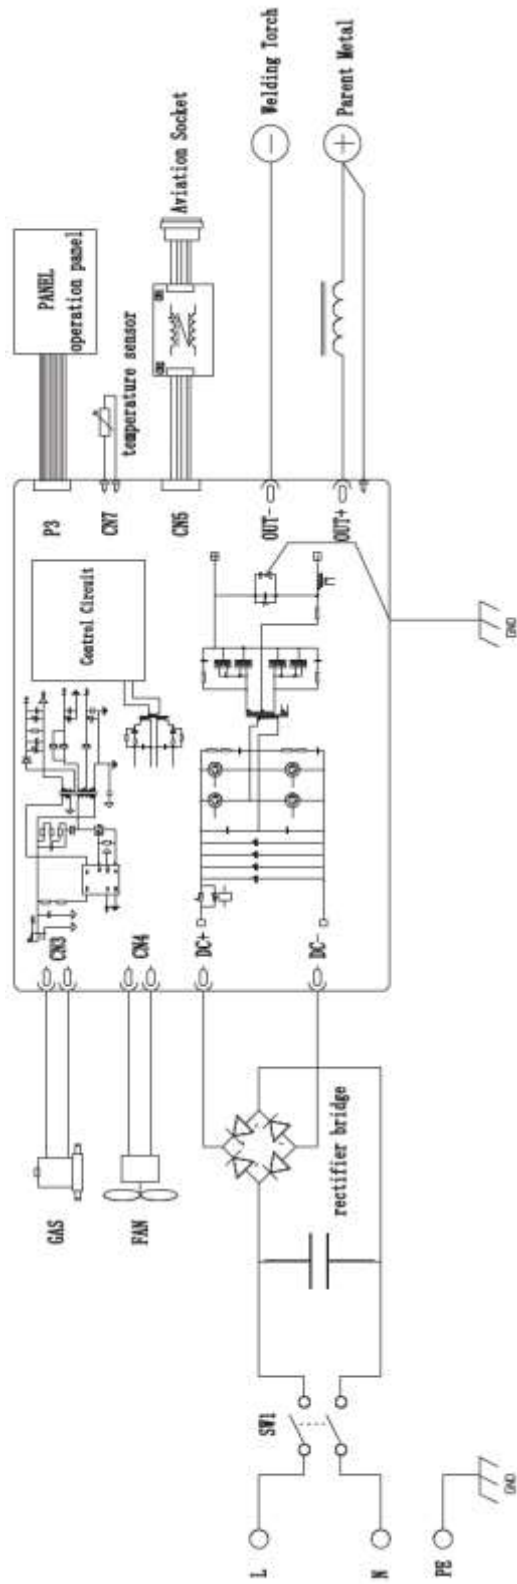 L
N
PE
GND
SW1
rectifier bridge
GAS
FAN
CN3
CN4
DC+
DC-
Control Circuit
P3
CN7
CN5
OUT-
OUT+
GND
PANEL
operation panel
temperature sensor
Aviation Socket
Welding Torch
Parent Metal